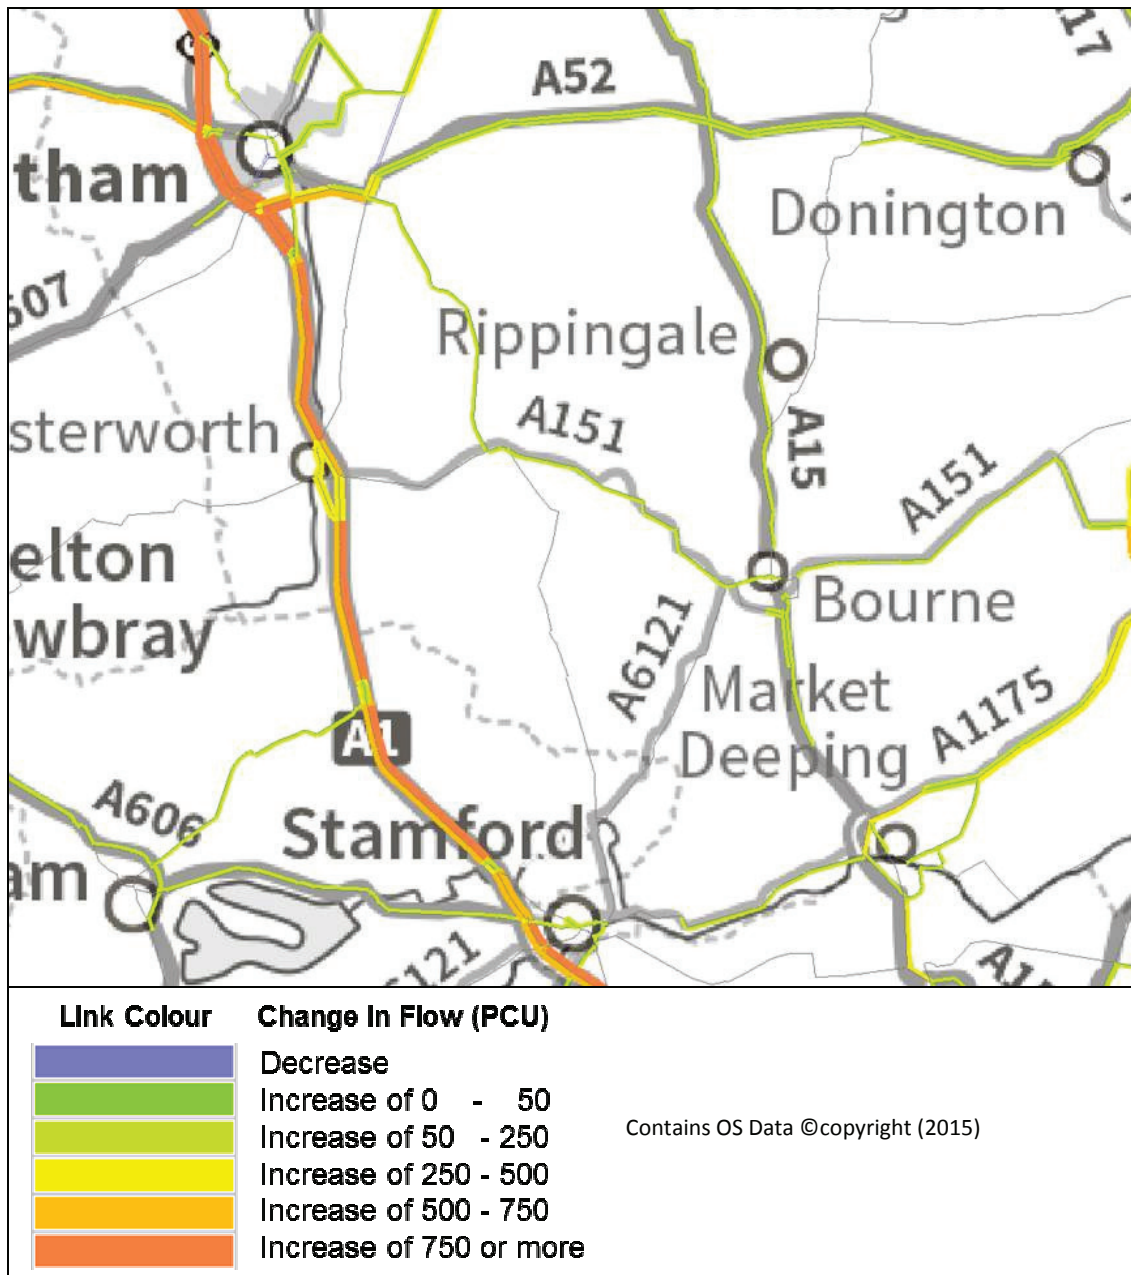 A52
tham
Donington
Rippingale
A151
sterworth
A15
A151
elton
wbray
Bourne
A6121
Market
Deeping
A1175
A1
A606
Stamford
am
Link Colour Change In Flow (PCU)
Decrease
Increase of 0 - 50
Increase of 50 - 250
Increase of 250 - 500
Increase of 500 - 750
Increase of 750 or more
Contains OS Data ©copyright (2015)